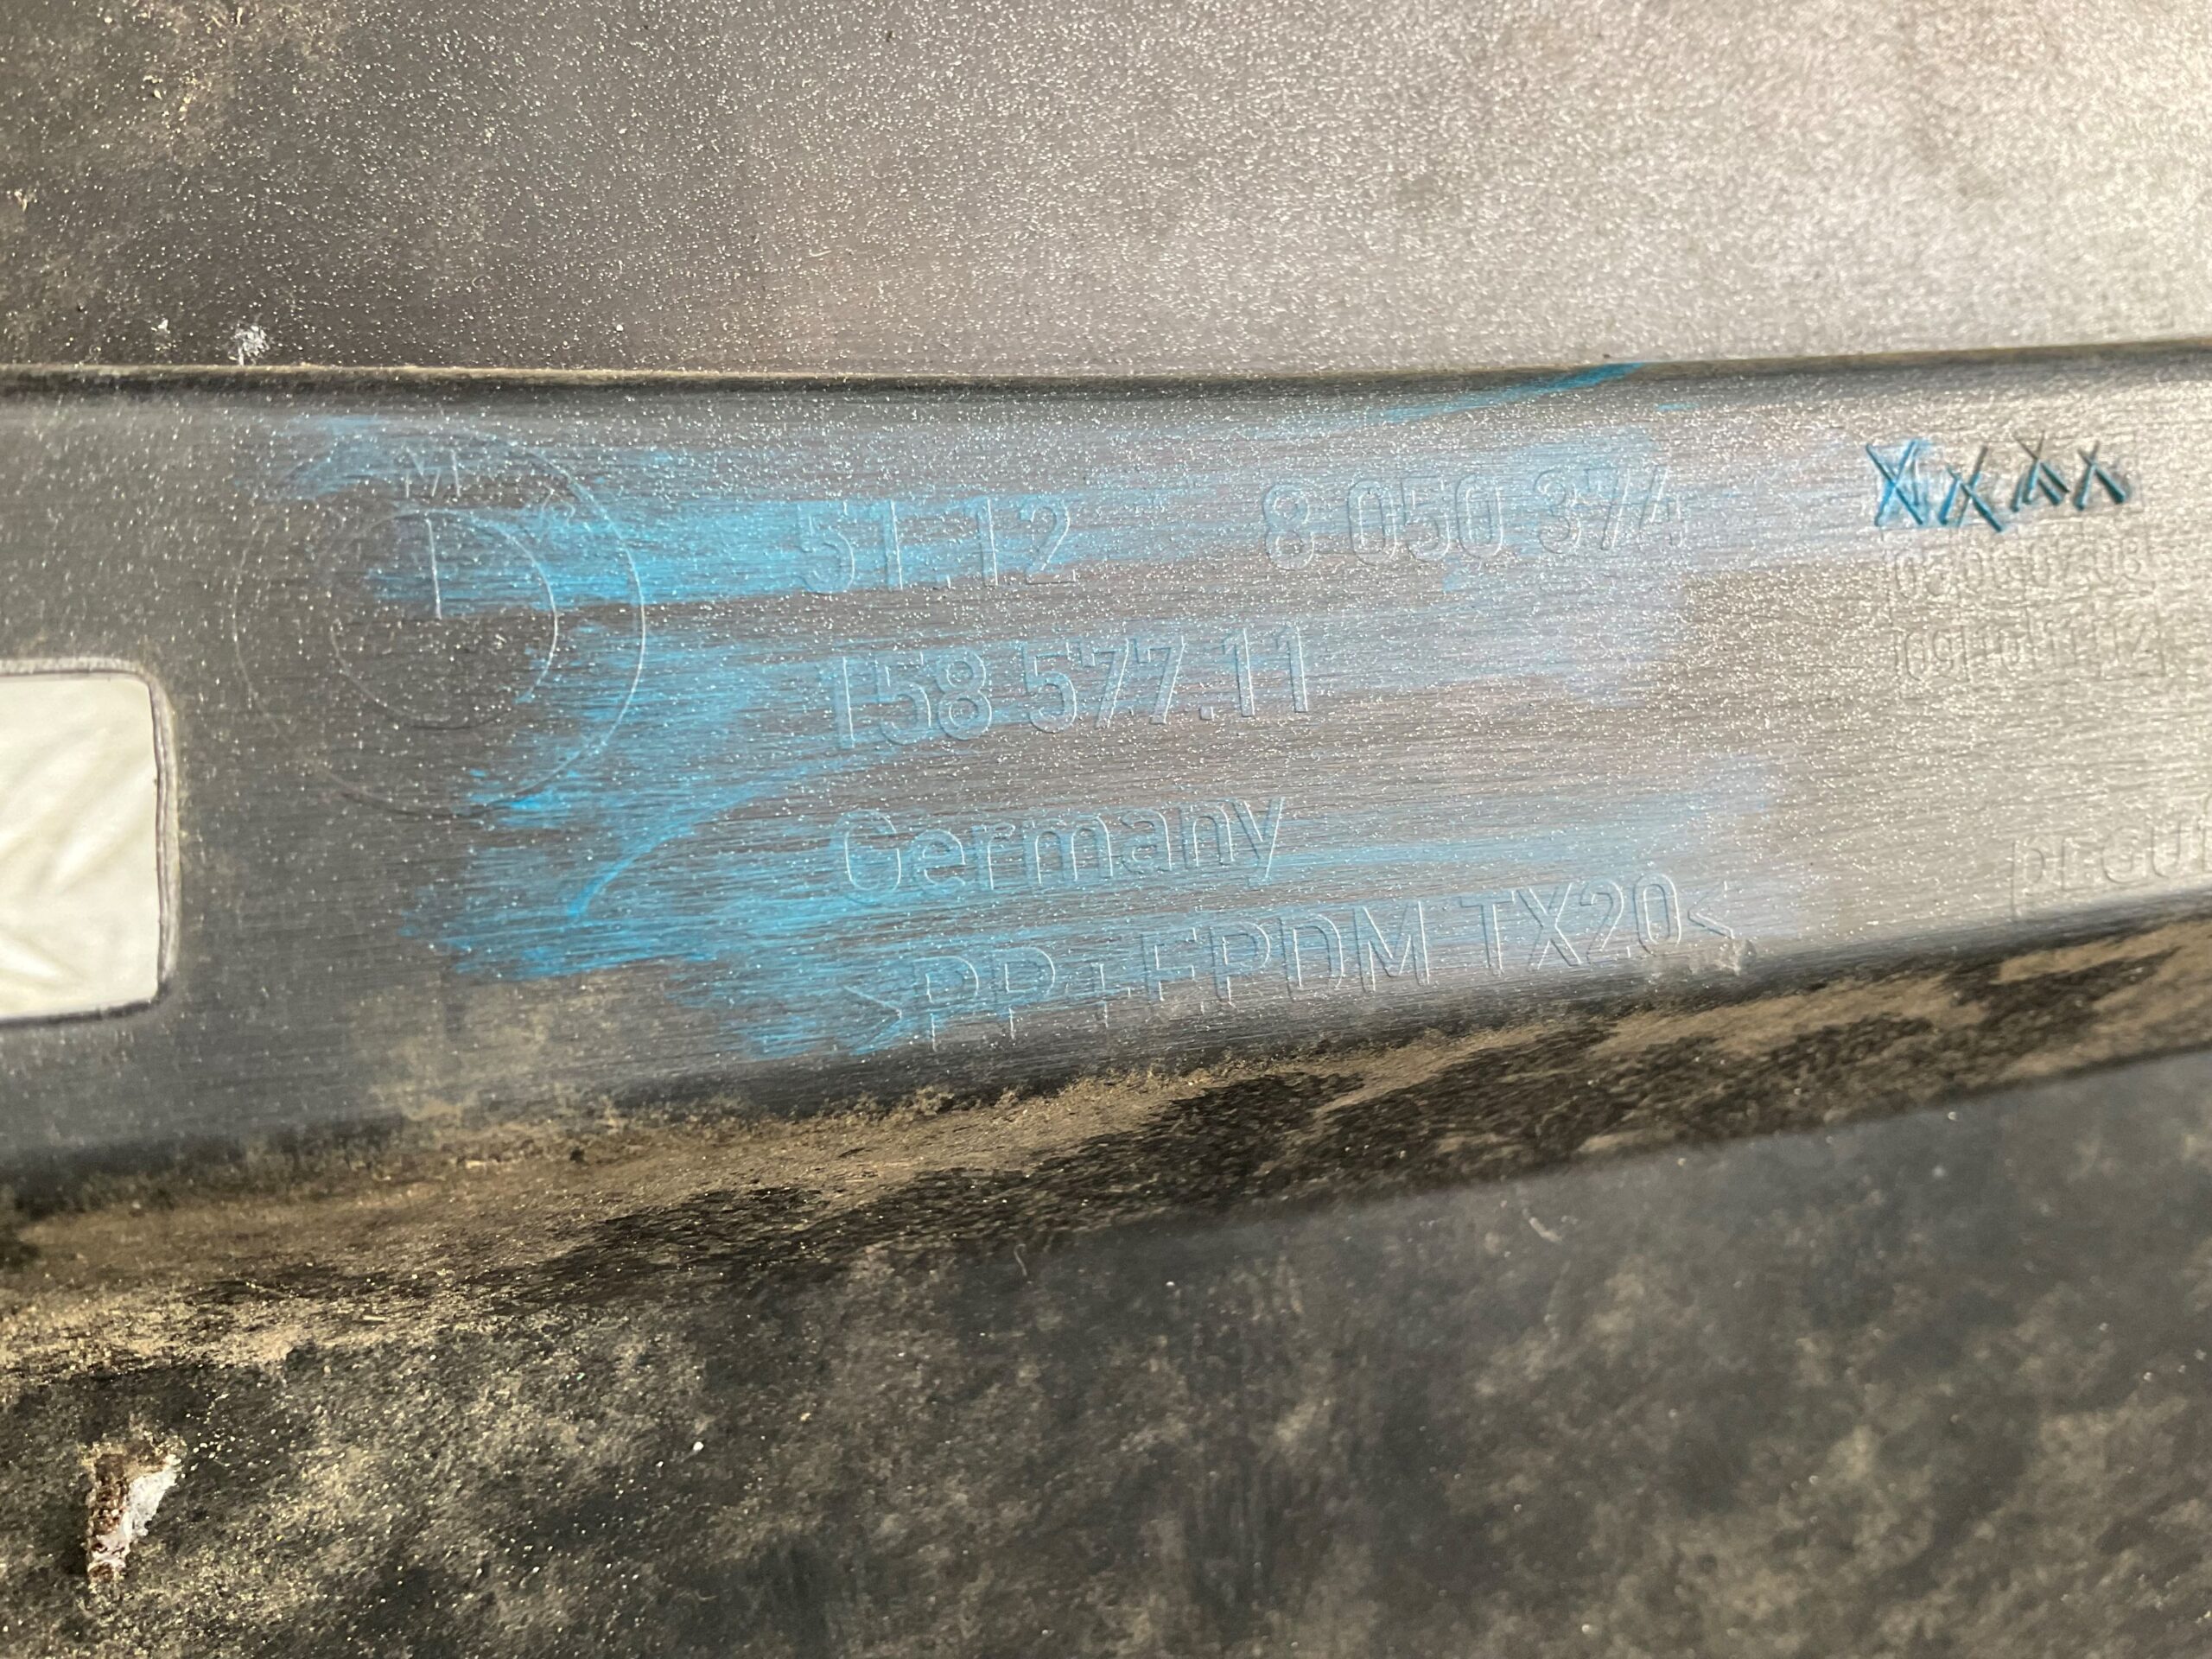 51.12 8 050 374
158 577.11
Germany
>PP+EPDM TX20<